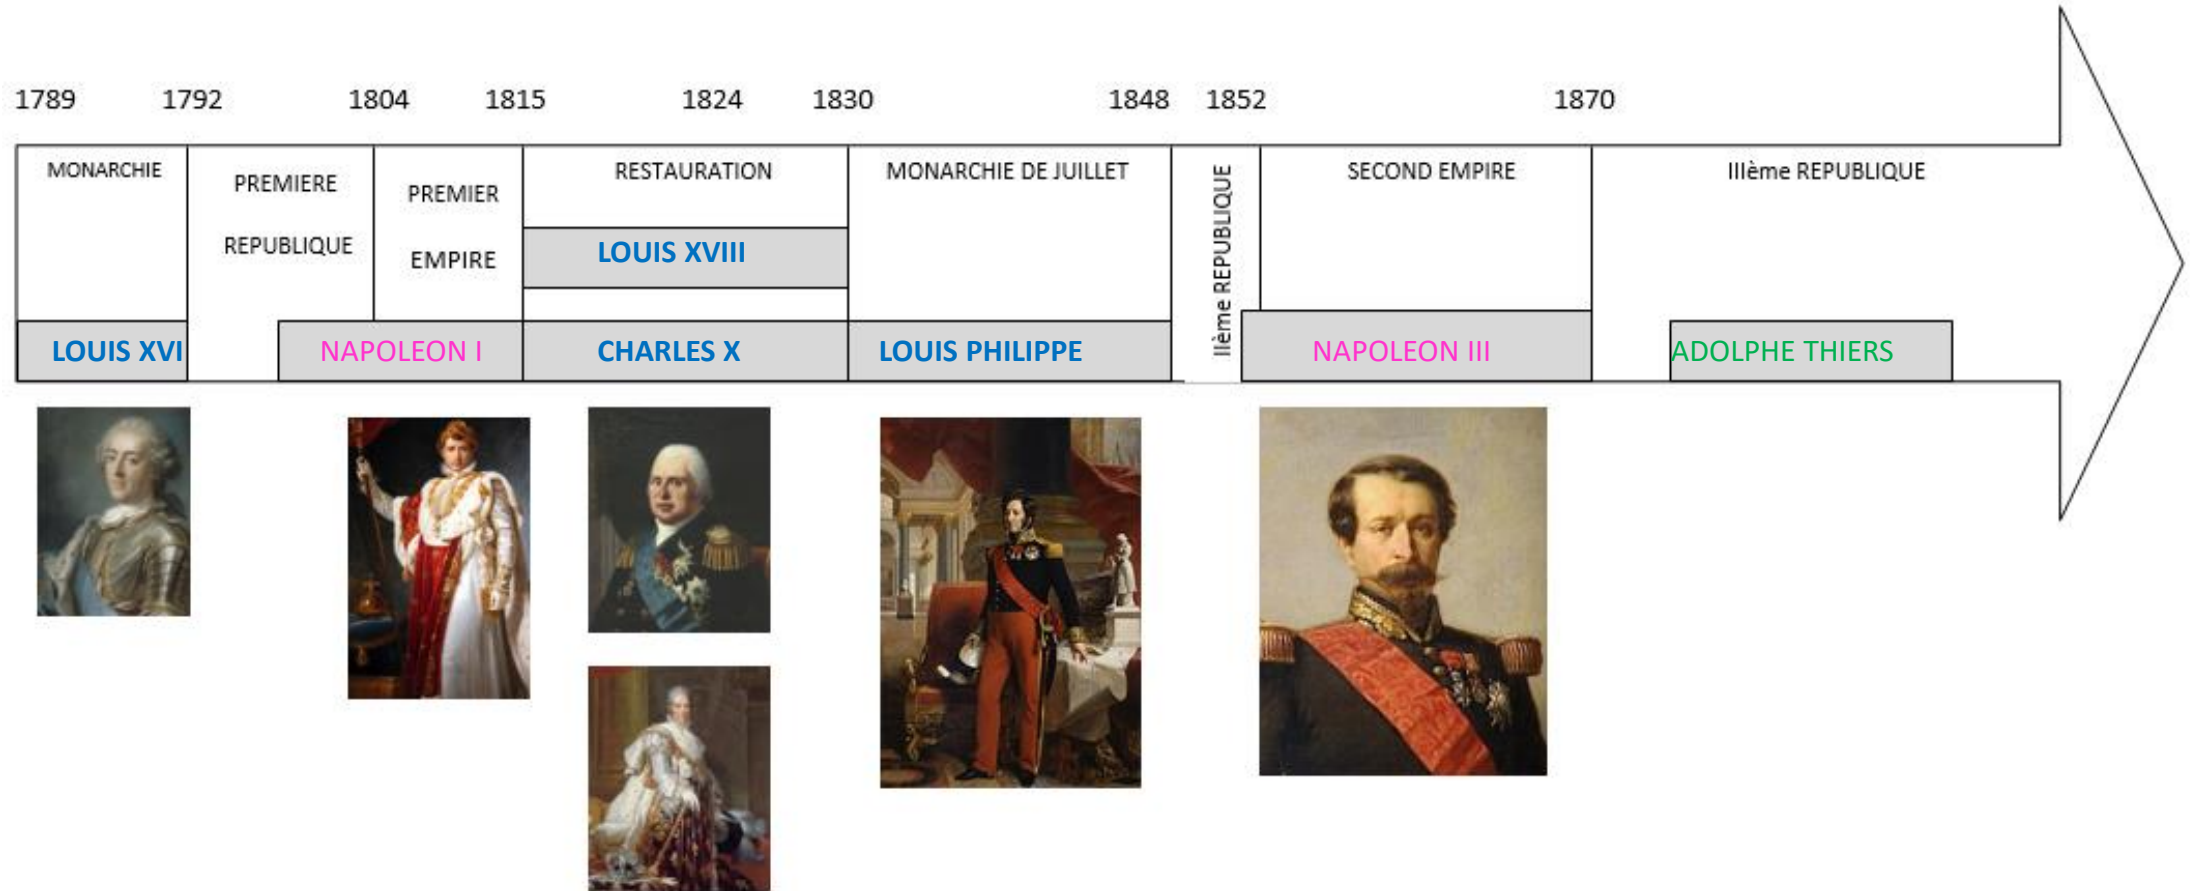 1789 1792 1804 1815 1824 1830 1848 1852 1870
MONARCHIE
PREMIERE
REPUBLIQUE
PREMIER
EMPIRE
RESTAURATION
MONARCHIE DE JUILLET
IIème REPUBLIQUE
SECOND EMPIRE
IIIème REPUBLIQUE
LOUIS XVIII
LOUIS XVI
NAPOLEON I
CHARLES X
LOUIS PHILIPPE
NAPOLEON III
ADOLPHE THIERS